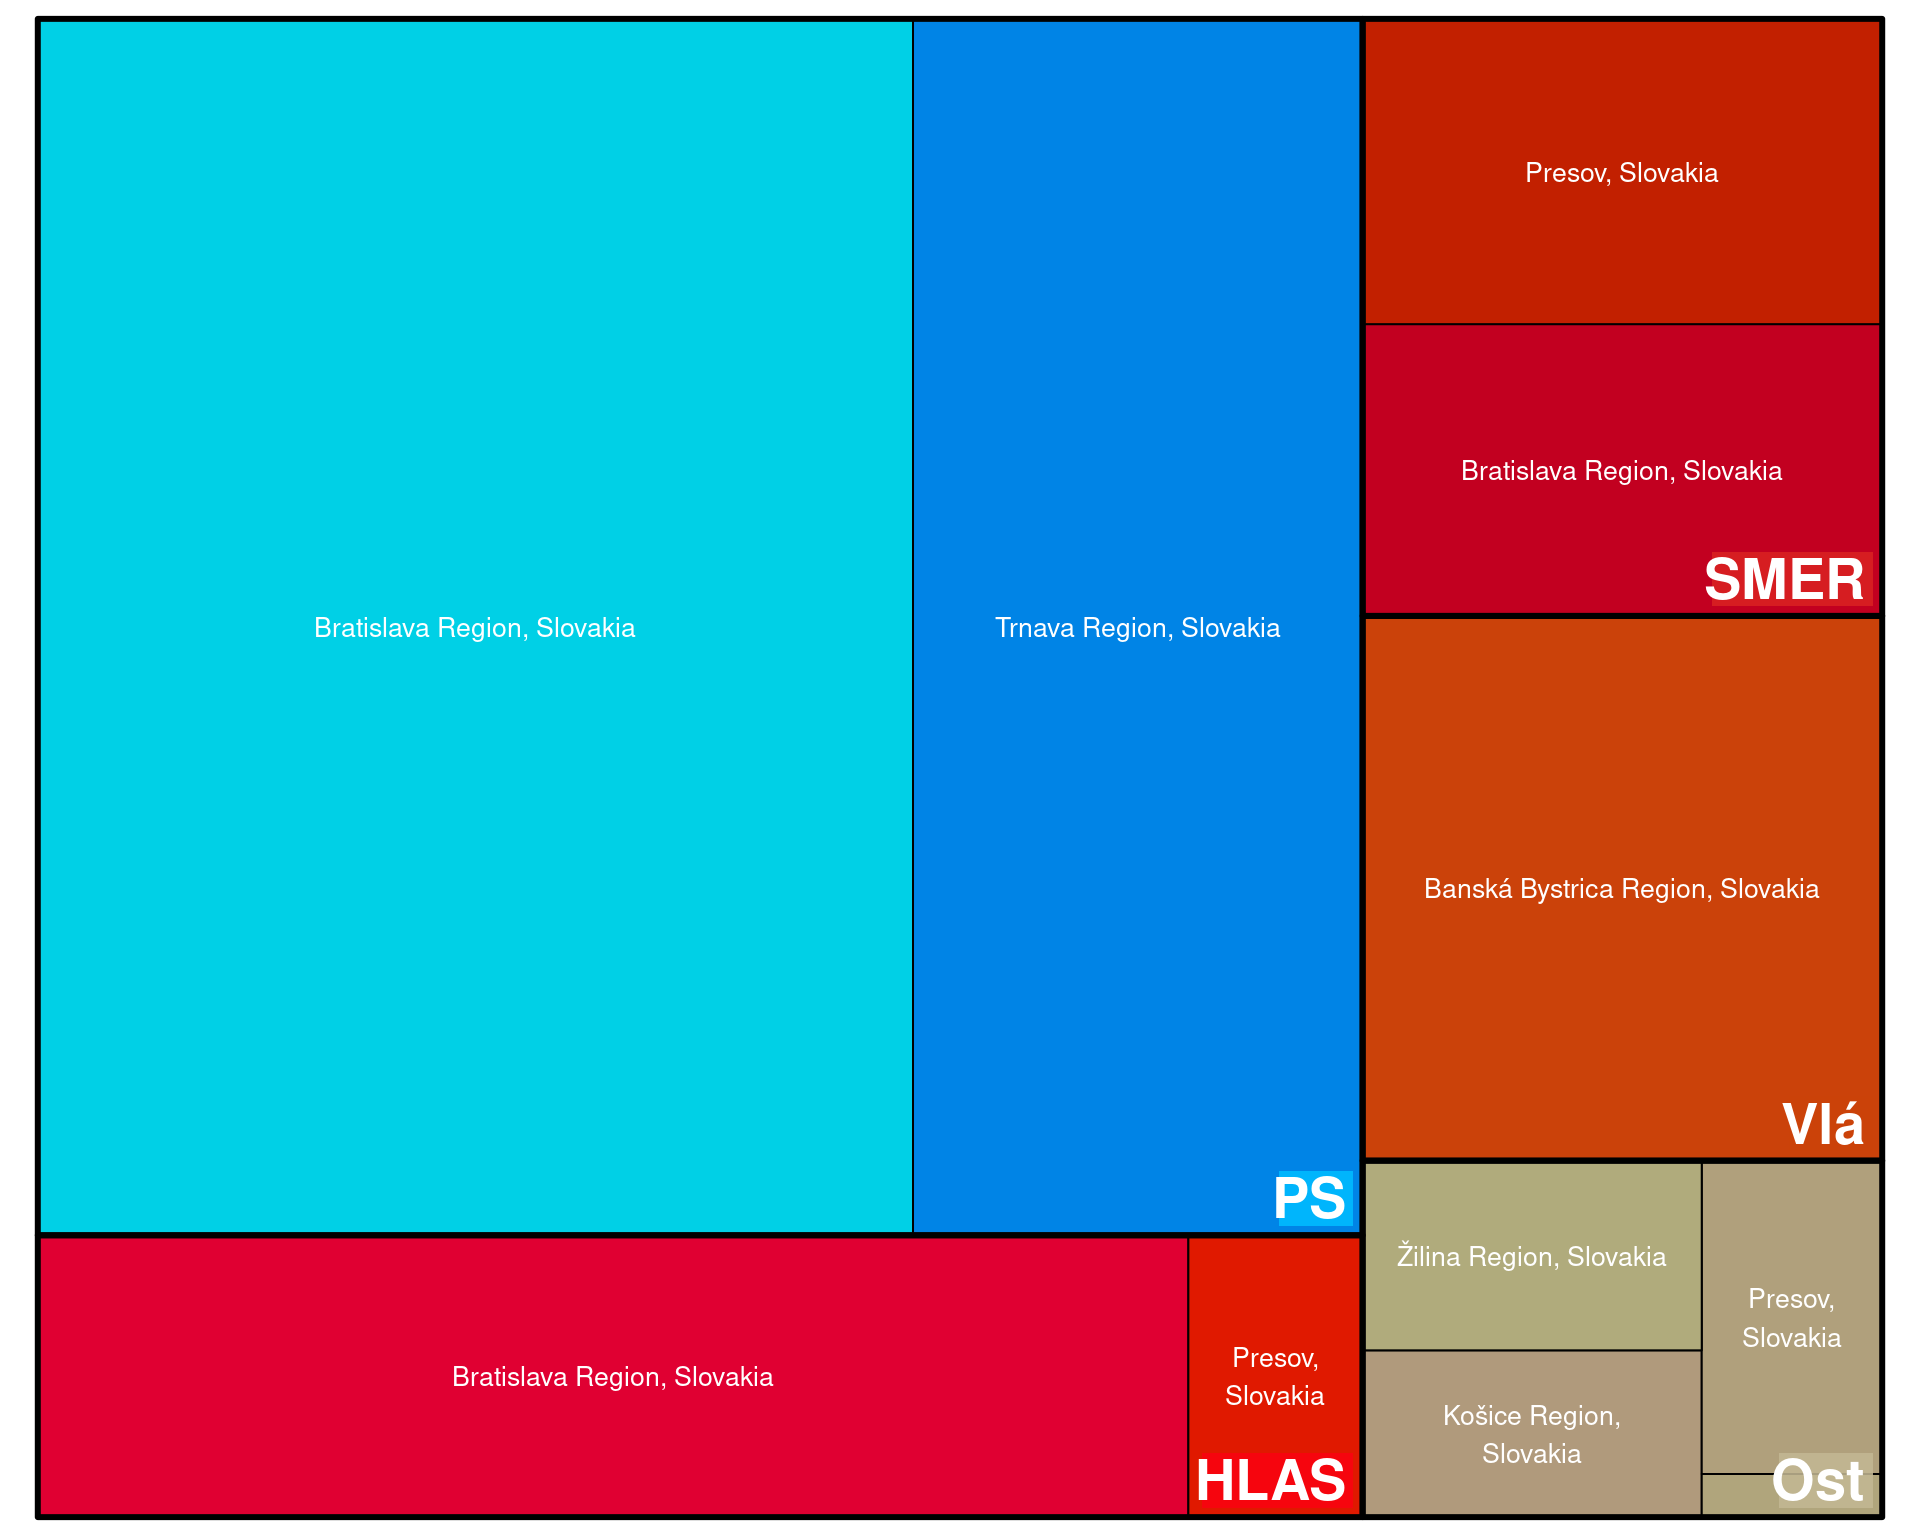 Bratislava Region, Slovakia
Trnava Region, Slovakia
PS
Bratislava Region, Slovakia
Presov,
Slovakia
HLAS
Presov, Slovakia
Bratislava Region, Slovakia
SMER
Banská Bystrica Region, Slovakia
Vlá
Žilina Region, Slovakia
Košice Region,
Slovakia
Presov,
Slovakia
Ost